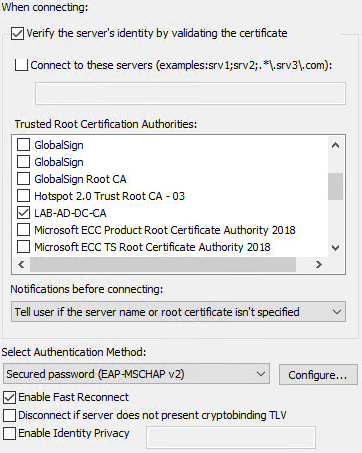 When connecting:
Verify the server's identity by validating the certificate
Connect to these servers (examples:srv1;srv2;.*\.srv3\.com):
Trusted Root Certification Authorities:
GlobalSign
GlobalSign
GlobalSign Root CA
Hotspot 2.0 Trust Root CA - 03
LAB-AD-DC-CA
Microsoft ECC Product Root Certificate Authority 2018
Microsoft ECC TS Root Certificate Authority 2018
Notifications before connecting:
Tell user if the server name or root certificate isn't specified
Select Authentication Method:
Secured password (EAP-MSCHAP v2)
Configure...
Enable Fast Reconnect
Disconnect if server does not present cryptobinding TLV
Enable Identity Privacy